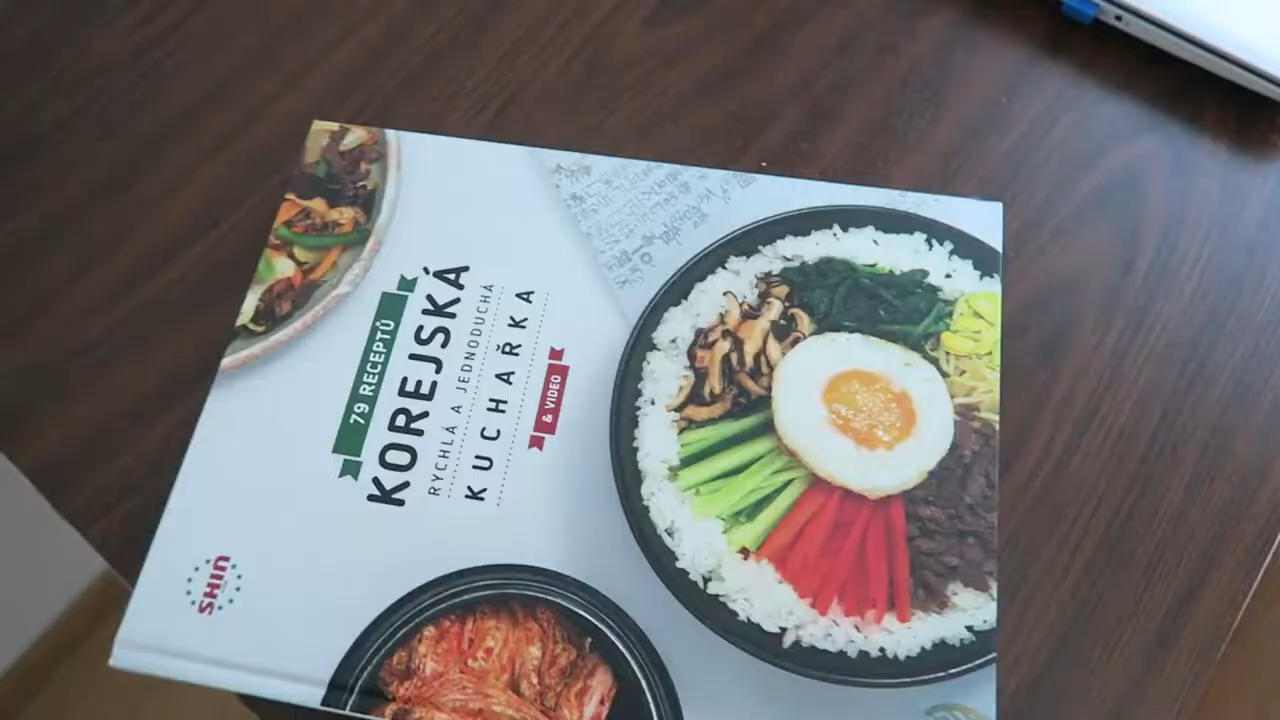 79 RECEPTŮ
KOREJSKÁ
RYCHLÁ A JEDNODUCHÁ
KUCHAŘKA
& VIDEO
SHIN